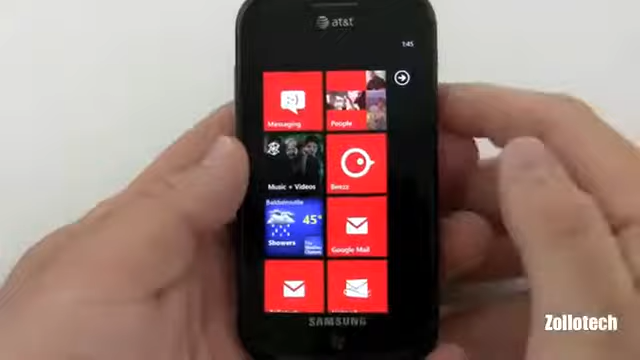 at&t
1:45
Messaging
People
Music + Videos
Beezz
Baldwinsville
45°
Showers
Google Mail
SAMSUNG
Zollotech